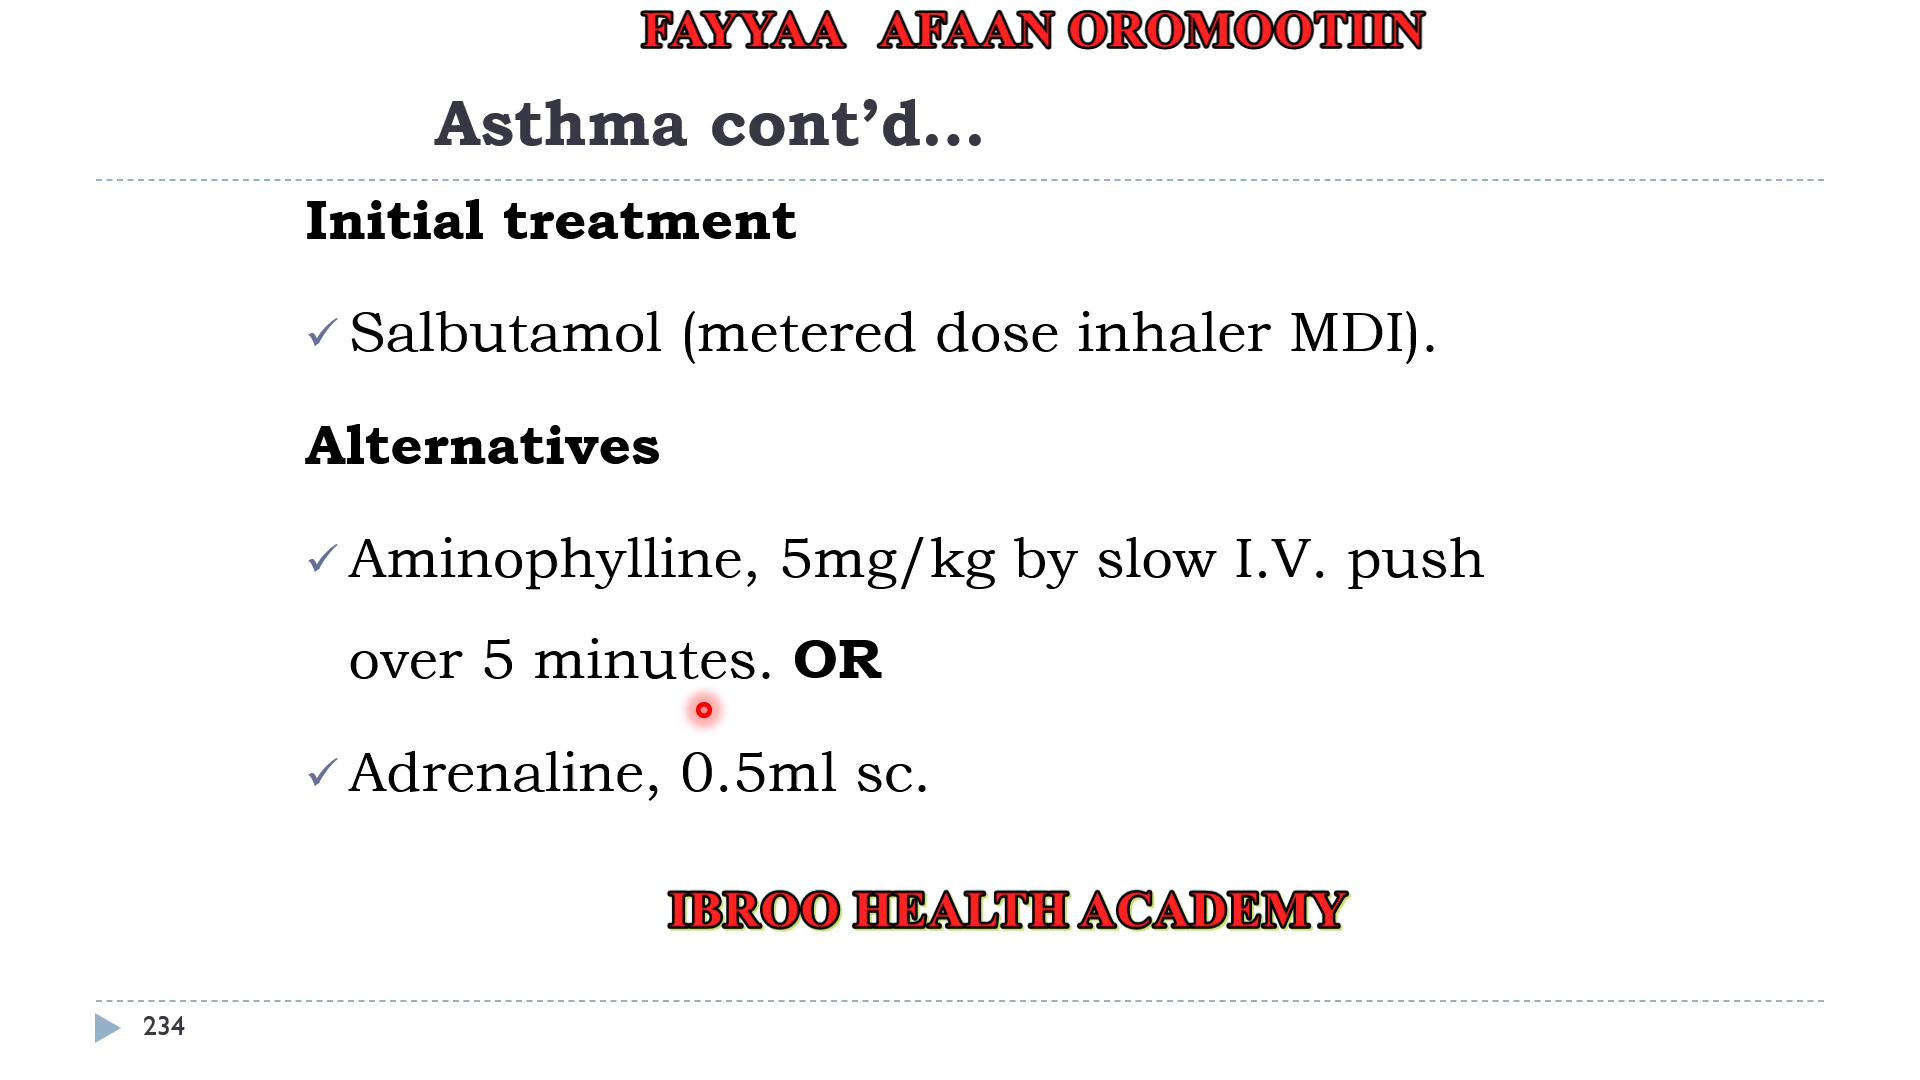 FAYYAA AFAAN OROMOOTIIN
Asthma cont’d…
Initial treatment
✓ Salbutamol (metered dose inhaler MDI).
Alternatives
✓ Aminophylline, 5mg/kg by slow I.V. push
over 5 minutes. OR
✓ Adrenaline, 0.5ml sc.
IBROO HEALTH ACADEMY
234